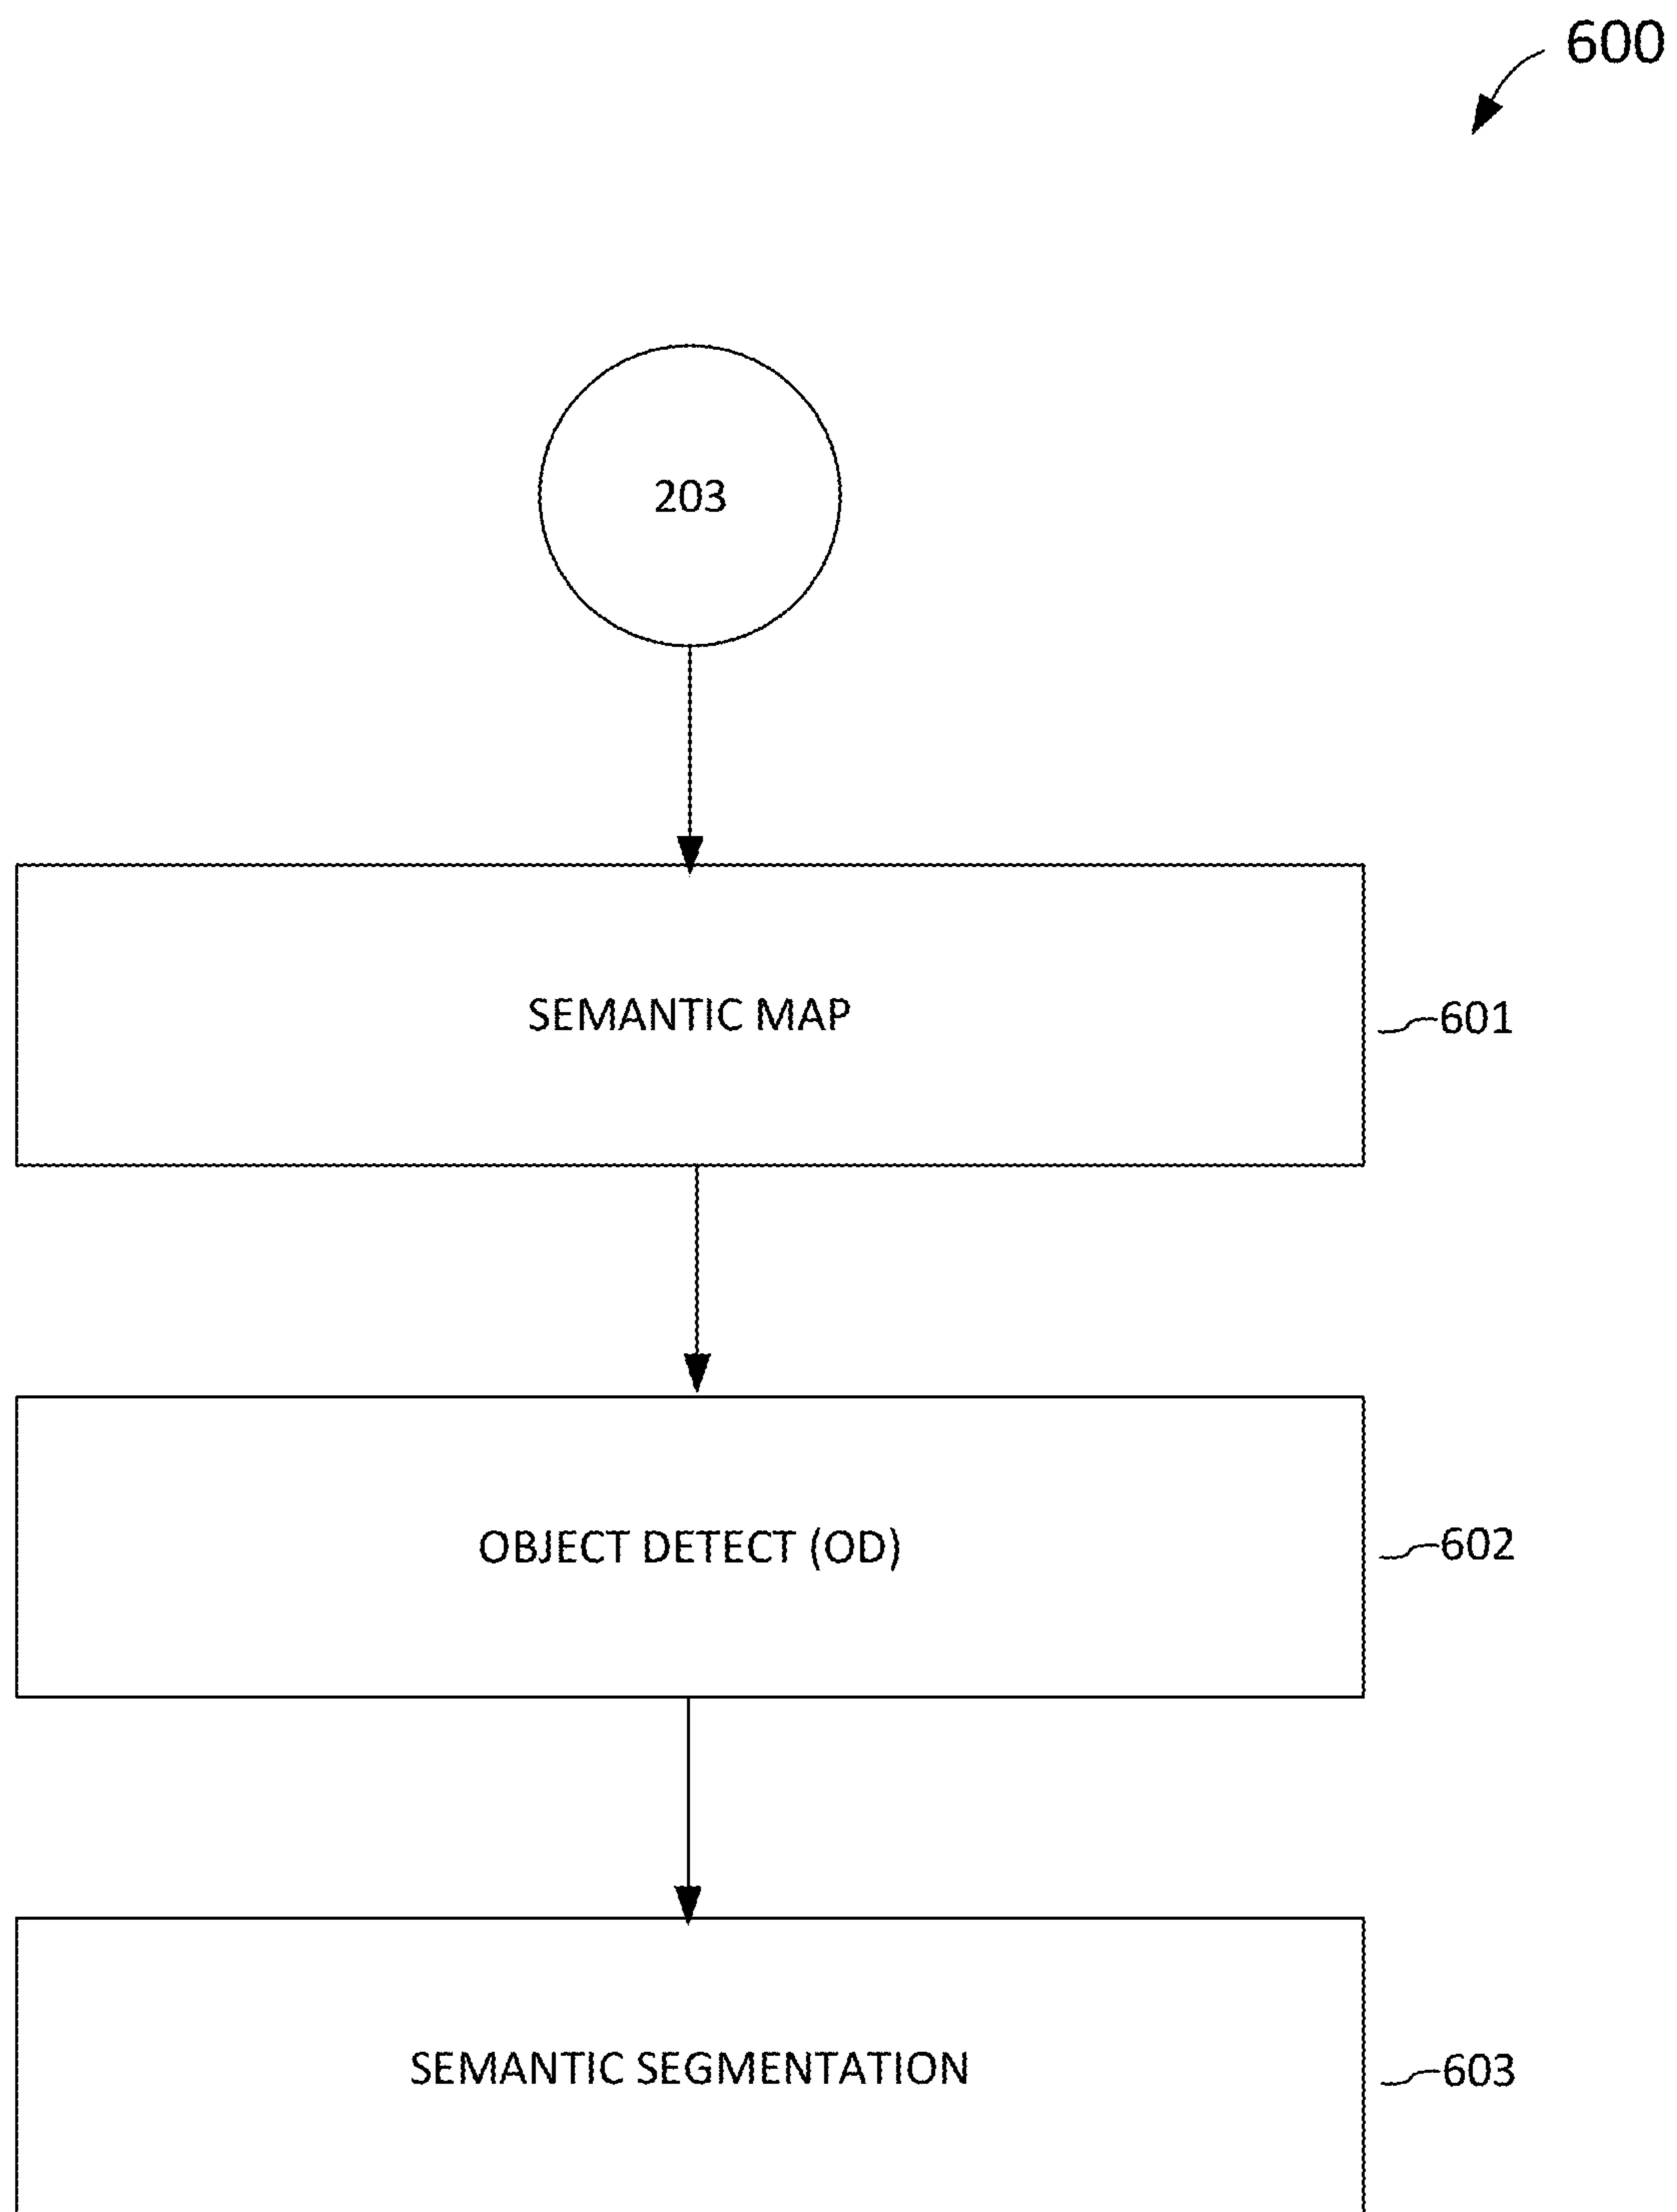 600
203
SEMANTIC MAP
601
OBJECT DETECT (OD)
602
SEMANTIC SEGMENTATION
603